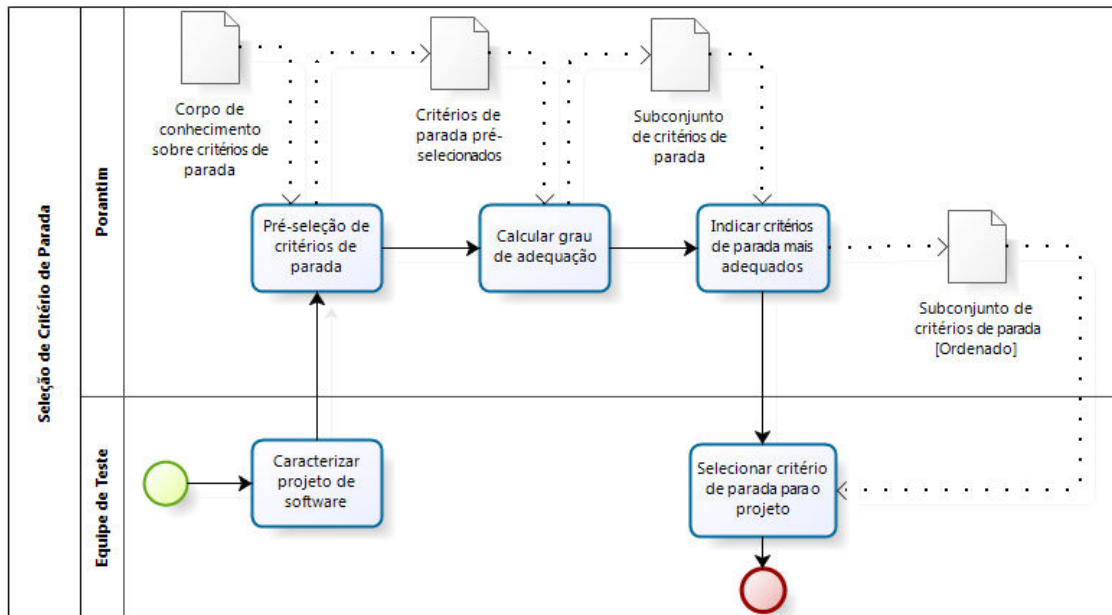 Seleção de Critério de Parada
Porantim
Corpo de
conhecimento
sobre critérios de
parada
Critérios de
parada pré-
selecionados
Subconjunto
de critérios de
parada
Pré-seleção de
critérios de
parada
Calcular grau
de adequação
Indicar critérios
de parada mais
adequados
Subconjunto de
critérios de parada
[Ordenado]
Equipe de Teste
Caracterizar
projeto de
software
Selecionar critério
de parada para o
projeto